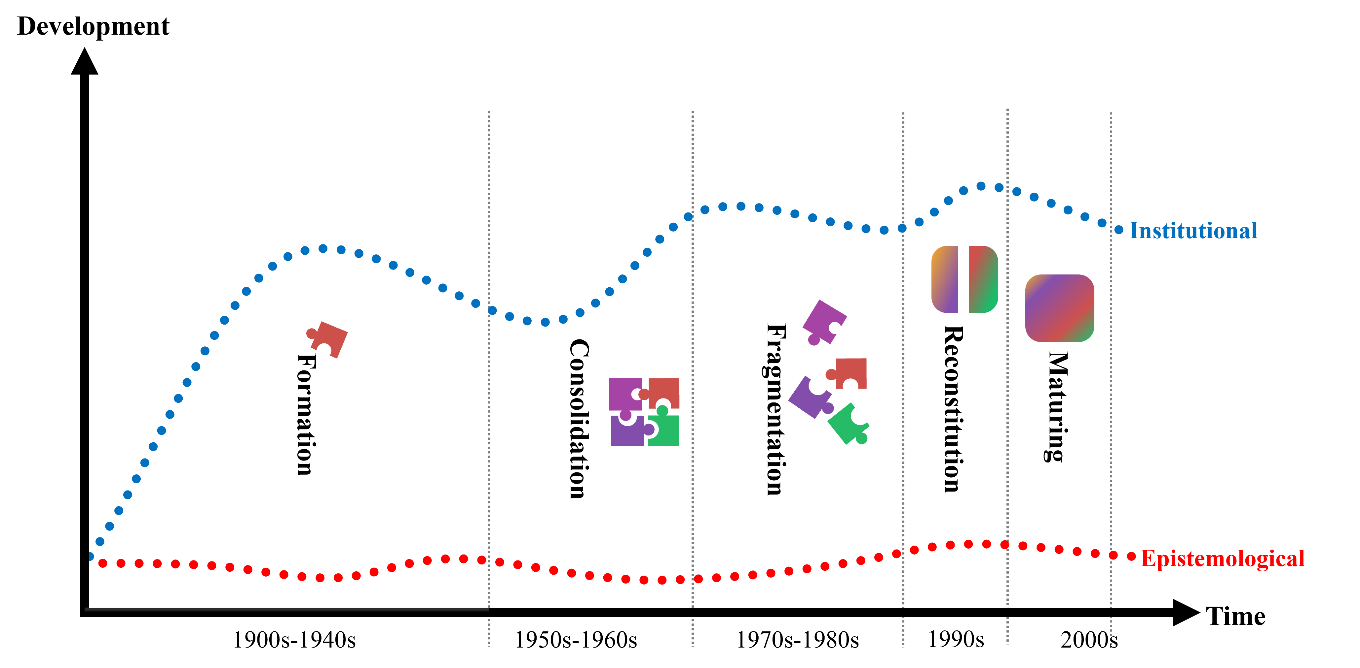 Development
Institutional
Formation
Consolidation
Fragmentation
Reconstitution
Maturing
Epistemological
Time
1900s-1940s
1950s-1960s
1970s-1980s
1990s
2000s